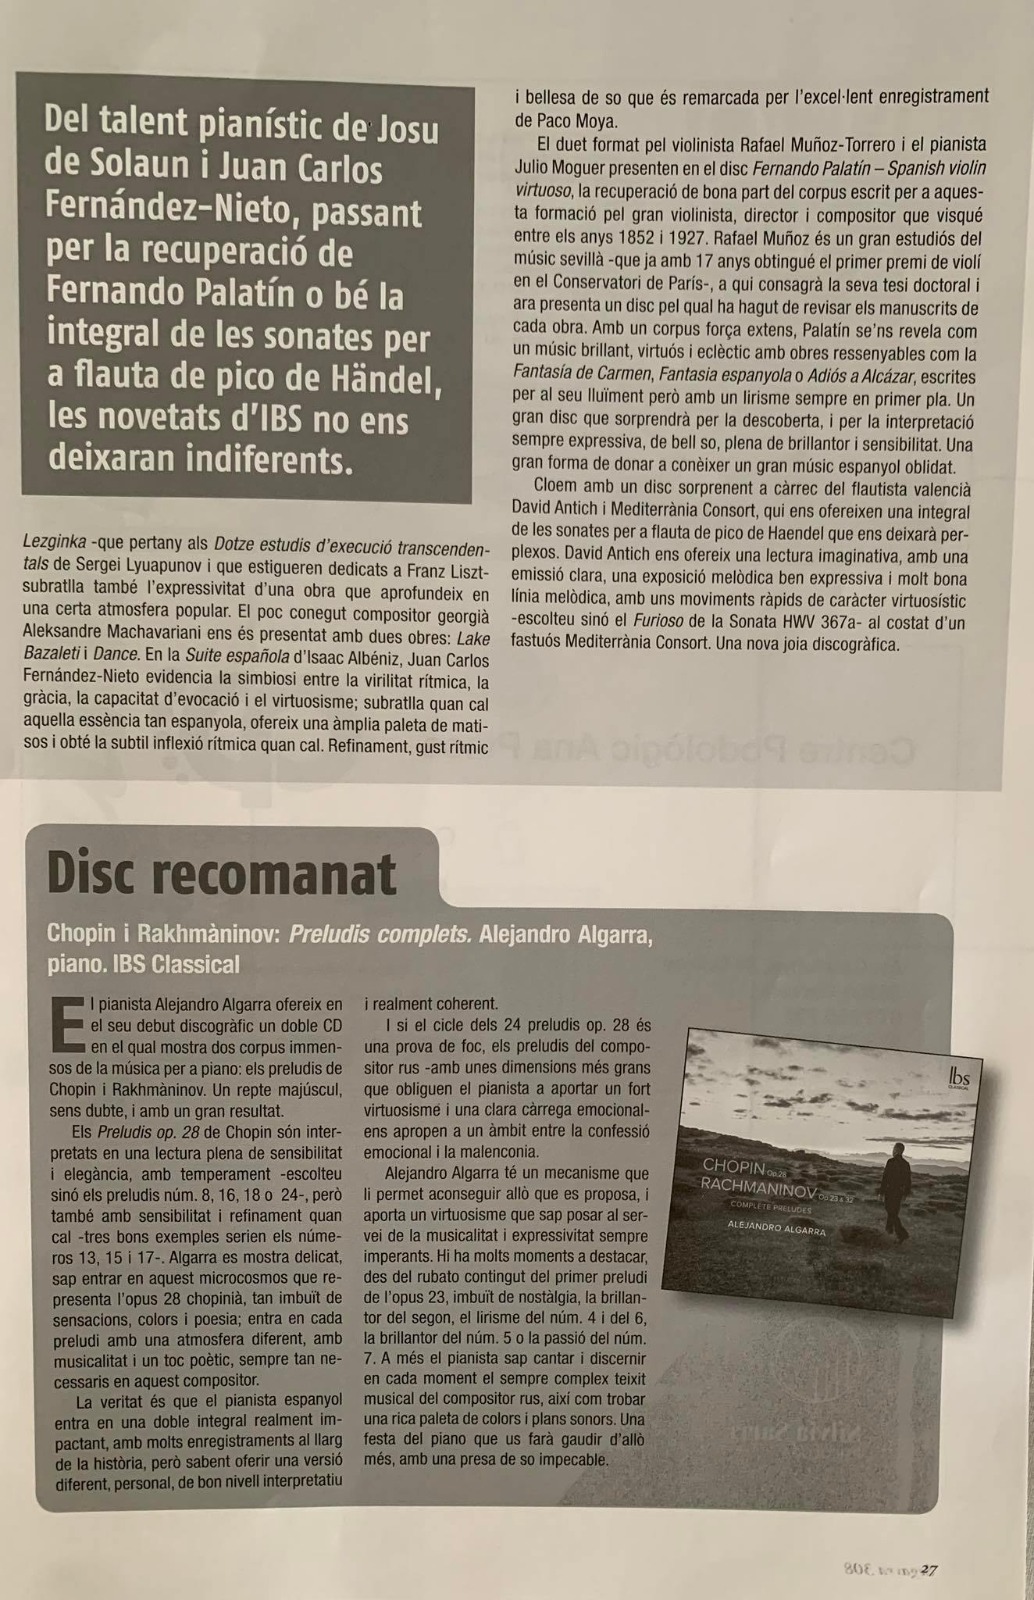 Del talent pianístic de Josu
de Solaun i Juan Carlos
Fernández-Nieto, passant
per la recuperació de
Fernando Palatín o bé la
integral de les sonates per
a flauta de pico de Händel,
les novetats d'IBS no ens
deixaran indiferents.
Lezginka -que pertany als Dotze estudis d'execució transcenden-
tals de Sergei Lyuapunov i que estigueren dedicats a Franz Liszt-
subratlla també l'expressivitat d'una obra que aprofundeix en
una certa atmosfera popular. El poc conegut compositor georgià
Aleksandre Machavariani ens és presentat amb dues obres: Lake
Bazaleti i Dance. En la Suite española d'Isaac Albéniz, Juan Carlos
Fernández-Nieto evidencia la simbiosi entre la virilitat rítmica, la
gràcia, la capacitat d'evocació i el virtuosisme; subratlla quan cal
aquella essència tan espanyola, ofereix una àmplia paleta de mati-
sos i obté la subtil inflexió rítmica quan cal. Refinament, gust rítmic
i bellesa de so que és remarcada per l'excel·lent enregistrament
de Paco Moya.
El duet format pel violinista Rafael Muñoz-Torrero i el pianista
Julio Moguer presenten en el disc Fernando Palatín – Spanish violin
virtuoso, la recuperació de bona part del corpus escrit per a aques-
ta formació pel gran violinista, director i compositor que visqué
entre els anys 1852 i 1927. Rafael Muñoz és un gran estudiós del
músic sevillà -que ja amb 17 anys obtingué el primer premi de violí
en el Conservatori de París-, a qui consagrà la seva tesi doctoral i
ara presenta un disc pel qual ha hagut de revisar els manuscrits de
cada obra. Amb un corpus força extens, Palatín se'ns revela com
un músic brillant, virtuós i eclèctic amb obres ressenyables com la
Fantasía de Carmen, Fantasia espanyola o Adiós a Alcázar, escrites
per al seu lluïment però amb un lirisme sempre en primer pla. Un
gran disc que sorprendrà per la descoberta, i per la interpretació
sempre expressiva, de bell so, plena de brillantor i sensibilitat. Una
gran forma de donar a conèixer un gran músic espanyol oblidat.
Cloem amb un disc sorprenent a càrrec del flautista valencià
David Antich i Mediterrània Consort, qui ens ofereixen una integral
de les sonates per a flauta de pico de Haendel que ens deixarà per-
plexos. David Antich ens ofereix una lectura imaginativa, amb una
emissió clara, una exposició melòdica ben expressiva i molt bona
línia melòdica, amb uns moviments ràpids de caràcter virtuosístic
-escolteu sinó el Furioso de la Sonata HWV 367a- al costat d'un
fastuós Mediterrània Consort. Una nova joia discogràfica.
Disc recomanat
Chopin i Rakhmàninov: Preludis complets. Alejandro Algarra,
piano. IBS Classical
El pianista Alejandro Algarra ofereix en
el seu debut discogràfic un doble CD
en el qual mostra dos corpus immen-
sos de la música per a piano: els preludis de
Chopin i Rakhmàninov. Un repte majúscul,
sens dubte, i amb un gran resultat.
Els Preludis op. 28 de Chopin són inter-
pretats en una lectura plena de sensibilitat
i elegància, amb temperament -escolteu
sinó els preludis núm. 8, 16, 18 o 24-, però
també amb sensibilitat i refinament quan
cal -tres bons exemples serien els núme-
ros 13, 15 i 17-. Algarra es mostra delicat,
sap entrar en aquest microcosmos que re-
presenta l'opus 28 chopinià, tan imbuït de
sensacions, colors i poesia; entra en cada
preludi amb una atmosfera diferent, amb
musicalitat i un toc poètic, sempre tan ne-
cessaris en aquest compositor.
La veritat és que el pianista espanyol
entra en una doble integral realment im-
pactant, amb molts enregistraments al llarg
de la història, però sabent oferir una versió
diferent, personal, de bon nivell interpretatiu
i realment coherent.
I si el cicle dels 24 preludis op. 28 és
una prova de foc, els preludis del compo-
sitor rus -amb unes dimensions més grans
que obliguen el pianista a aportar un fort
virtuosisme i una clara càrrega emocional-
ens apropen a un àmbit entre la confessió
emocional i la malenconia.
Alejandro Algarra té un mecanisme que
li permet aconseguir allò que es proposa, i
aporta un virtuosisme que sap posar al ser-
vei de la musicalitat i expressivitat sempre
imperants. Hi ha molts moments a destacar,
des del rubato contingut del primer preludi
de l'opus 23, imbuït de nostàlgia, la brillan-
tor del segon, el lirisme del núm. 4 i del 6,
la brillantor del núm. 5 o la passió del núm.
7. A més el pianista sap cantar i discernir
en cada moment el sempre complex teixit
musical del compositor rus, així com trobar
una rica paleta de colors i plans sonors. Una
festa del piano que us farà gaudir d'allò
més, amb una presa de so impecable.
Ibs
CLASSICAL
CHOPIN Op 28
RACHMANINOV Op 23 & 32
COMPLETE PRELUDES
ALEJANDRO ALGARRA
27